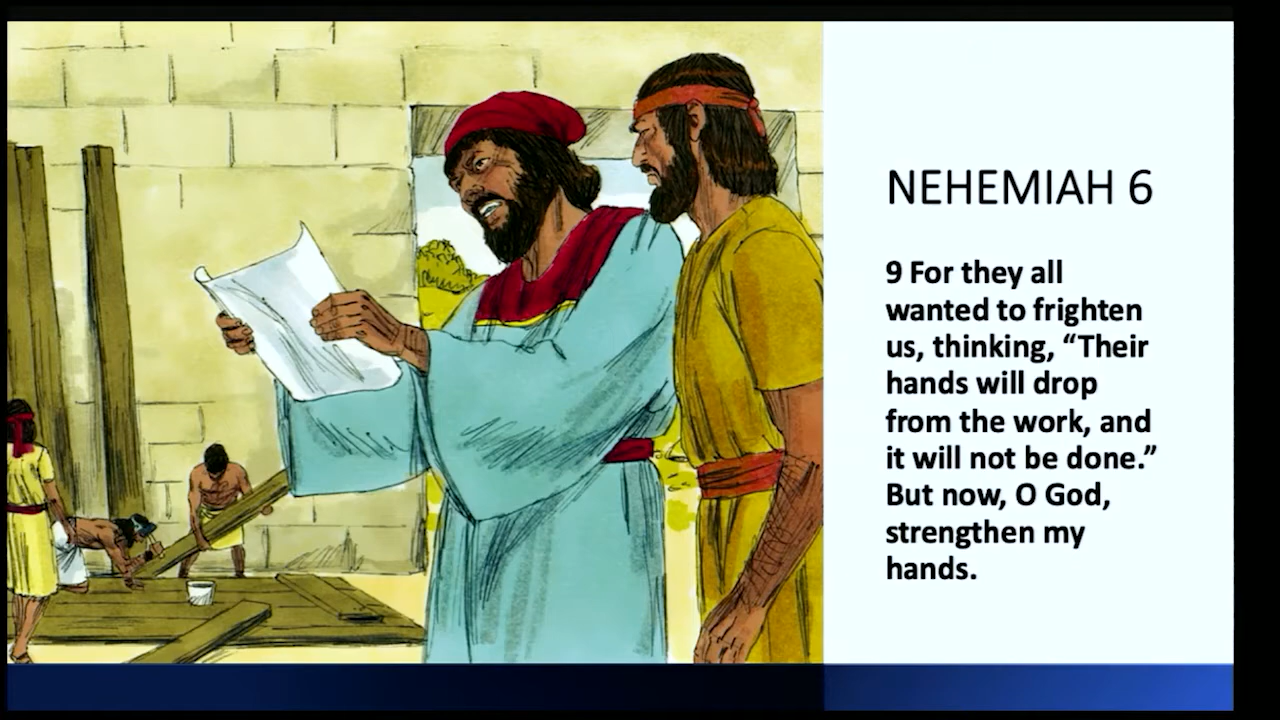 NEHEMIAH 6
9 For they all
wanted to frighten
us, thinking, “Their
hands will drop
from the work, and
it will not be done.”
But now, O God,
strengthen my
hands.